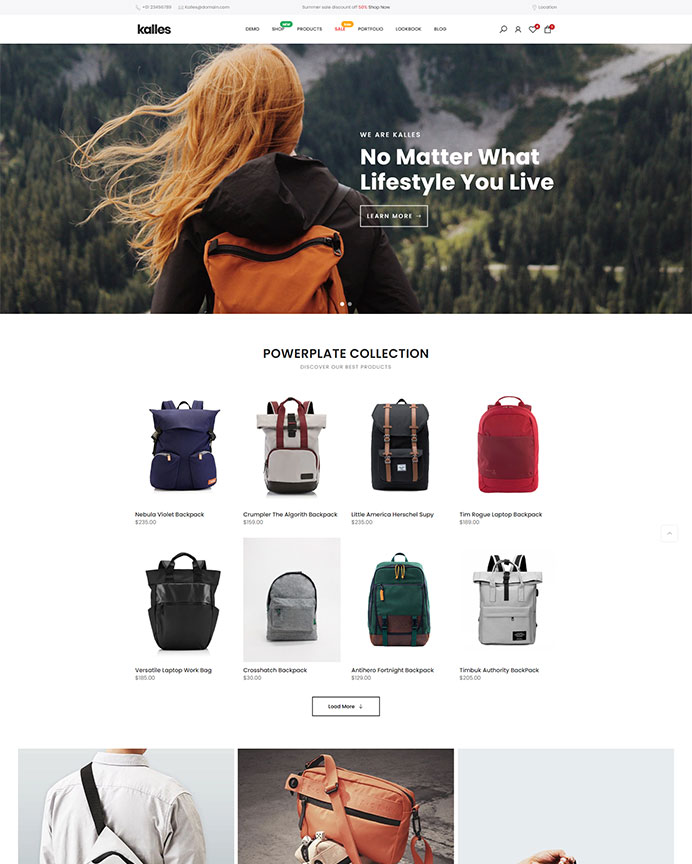 +01 23456789 Kalles@domain.com Summer sale discount off 50% Shop Now Location
kalles DEMO SHOP PRODUCTS SALE PORTFOLIO LOOKBOOK BLOG
WE ARE KALLES
No Matter What
Lifestyle You Live
LEARN MORE →
POWERPLATE COLLECTION
DISCOVER OUR BEST PRODUCTS
Nebula Violet Backpack Crumpler The Algorith Backpack Little America Herschel Supy Tim Rogue Laptop Backpack
$235.00 $159.00 $235.00 $169.00
Versatile Laptop Work Bag Crosshatch Backpack Antihero Fortnight Backpack Timbuk Authority BackPack
$185.00 $30.00 $129.00 $205.00
Load More ↓